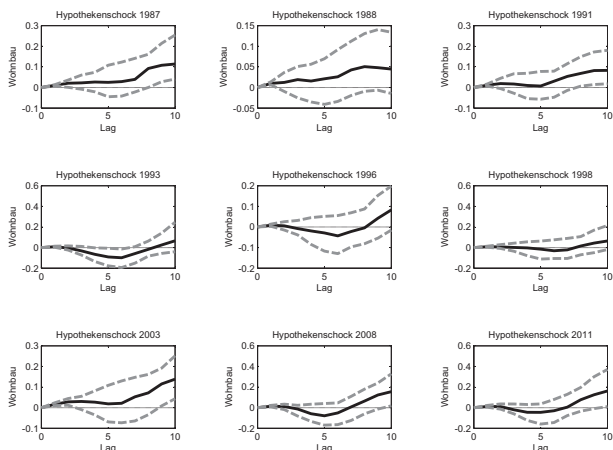 Hypothekenschock 1987 Hypothekenschock 1988 Hypothekenschock 1991
0.3 0.15 0.3
0.2 0.1 0.2
0.1 0.05 0.1
0 0 0
-0.1 -0.05 -0.1
Wohnbau Wohnbau Wohnbau
0 5 10 0 5 10 0 5 10
Lag Lag Lag
Hypothekenschock 1993 Hypothekenschock 1996 Hypothekenschock 1998
0.6 0.2 0.6
0.4 0.1 0.4
0.2 0 0.2
0 -0.1 0
-0.2 -0.2 -0.2
Wohnbau Wohnbau Wohnbau
0 5 10 0 5 10 0 5 10
Lag Lag Lag
Hypothekenschock 2003 Hypothekenschock 2008 Hypothekenschock 2011
0.3 0.6 0.6
0.2 0.4 0.4
0.1 0.2 0.2
0 0 0
-0.1 -0.2 -0.2
Wohnbau Wohnbau Wohnbau
0 5 10 0 5 10 0 5 10
Lag Lag Lag